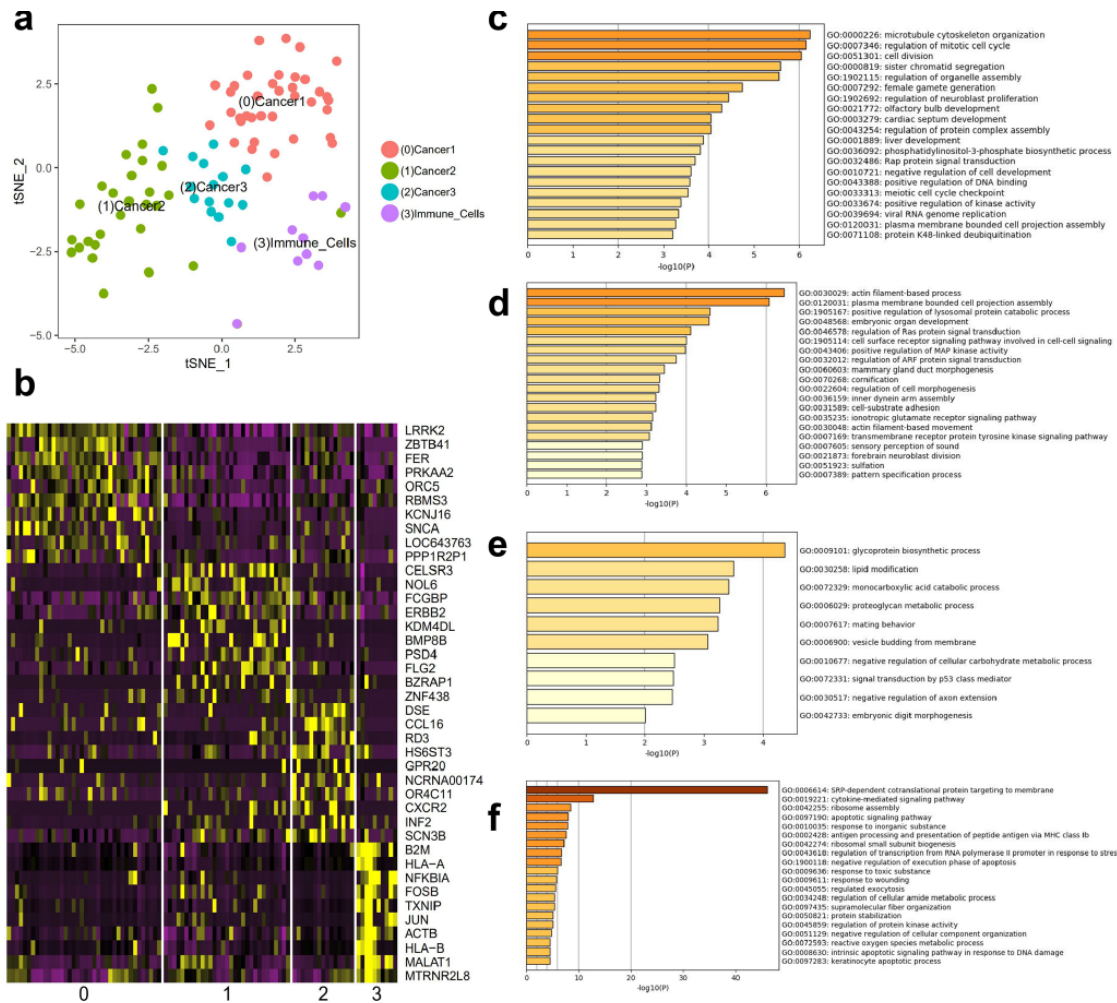 a
tSNE_2
2.5
0.0
−2.5
−5.0
(0)Cancer1
(1)Cancer2
(2)Cancer3
(3)Immune_Cells
−5.0
−2.5
0.0
2.5
tSNE_1
(0)Cancer1
(1)Cancer2
(2)Cancer3
(3)Immune_Cells
b
LRRK2
ZBTB41
FER
PRKAA2
ORC5
RBMS3
KCNJ16
SNCA
LOC643763
PPP1R2P1
CELSR3
NOL6
FCGBP
ERBB2
KDM4DL
BMP8B
PSD4
FLG2
BZRAP1
ZNF438
DSE
CCL16
RD3
HS6ST3
GPR20
NCRNA00174
OR4C11
CXCR2
INF2
SCN3B
B2M
HLA-A
NFKBIA
FOSB
TXNIP
JUN
ACTB
HLA-B
MALAT1
MTRNR2L8
0 1 2 3
c
GO:0000226: microtubule cytoskeleton organization
GO:0007346: regulation of mitotic cell cycle
GO:0051301: cell division
GO:0000819: sister chromatid segregation
GO:1902115: regulation of organelle assembly
GO:0007292: female gamete generation
GO:1902692: regulation of neuroblast proliferation
GO:0021772: olfactory bulb development
GO:0003279: cardiac septum development
GO:0043254: regulation of protein complex assembly
GO:0001889: liver development
GO:0036092: phosphatidylinositol-3-phosphate biosynthetic process
GO:0032486: Rap protein signal transduction
GO:0010721: negative regulation of cell development
GO:0043388: positive regulation of DNA binding
GO:0033313: meiotic cell cycle checkpoint
GO:0033674: positive regulation of kinase activity
GO:0039694: viral RNA genome replication
GO:0120031: plasma membrane bounded cell projection assembly
GO:0071108: protein K48-linked deubiquitination
0 1 2 3 4 5 6
-log10(P)
d
GO:0030029: actin filament-based process
GO:0120031: plasma membrane bounded cell projection assembly
GO:1905167: positive regulation of lysosomal protein catabolic process
GO:0048568: embryonic organ development
GO:0046578: regulation of Ras protein signal transduction
GO:1905114: cell surface receptor signaling pathway involved in cell-cell signaling
GO:0043406: positive regulation of MAP kinase activity
GO:0032012: regulation of ARF protein signal transduction
GO:0060603: mammary gland duct morphogenesis
GO:0070268: cornification
GO:0022604: regulation of cell morphogenesis
GO:0036159: inner dynein arm assembly
GO:0031589: cell-substrate adhesion
GO:0035235: ionotropic glutamate receptor signaling pathway
GO:0030048: actin filament-based movement
GO:0007169: transmembrane receptor protein tyrosine kinase signaling pathway
GO:0007605: sensory perception of sound
GO:0021873: forebrain neuroblast division
GO:0051923: sulfation
GO:0007389: pattern specification process
0 1 2 3 4 5 6
-log10(P)
e
GO:0009101: glycoprotein biosynthetic process
GO:0030258: lipid modification
GO:0072329: monocarboxylic acid catabolic process
GO:0006029: proteoglycan metabolic process
GO:0007617: mating behavior
GO:0006900: vesicle budding from membrane
GO:0010677: negative regulation of cellular carbohydrate metabolic process
GO:0072331: signal transduction by p53 class mediator
GO:0030517: negative regulation of axon extension
GO:0042733: embryonic digit morphogenesis
0 1 2 3 4
-log10(P)
f
GO:0006614: SRP-dependent cotranslational protein targeting to membrane
GO:0019221: cytokine-mediated signaling pathway
GO:0042255: ribosome assembly
GO:0097190: apoptotic signaling pathway
GO:0010035: response to inorganic substance
GO:0002428: antigen processing and presentation of peptide antigen via MHC class Ib
GO:0042274: ribosomal small subunit biogenesis
GO:0043618: regulation of transcription from RNA polymerase II promoter in response to stres
GO:1900118: negative regulation of execution phase of apoptosis
GO:0009636: response to toxic substance
GO:0009611: response to wounding
GO:0045055: regulated exocytosis
GO:0034248: regulation of cellular amide metabolic process
GO:0097435: supramolecular fiber organization
GO:0050821: protein stabilization
GO:0045859: regulation of protein kinase activity
GO:0051129: negative regulation of cellular component organization
GO:0072593: reactive oxygen species metabolic process
GO:0008630: intrinsic apoptotic signaling pathway in response to DNA damage
GO:0097283: keratinocyte apoptotic process
0 10 20 30 40
-log10(P)